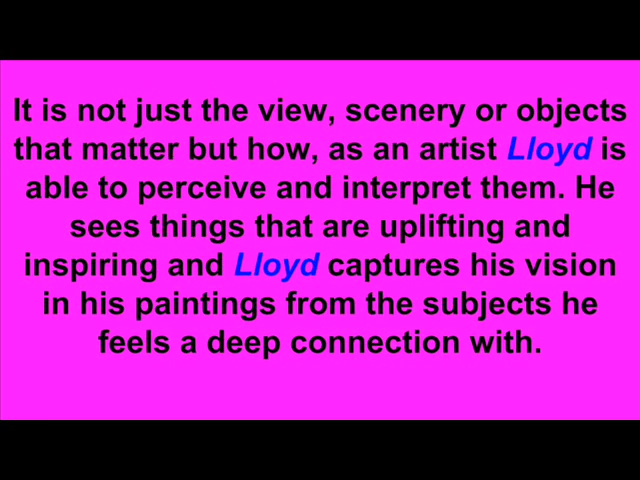 It is not just the view, scenery or objects
that matter but how, as an artist Lloyd is
able to perceive and interpret them. He
sees things that are uplifting and
inspiring and Lloyd captures his vision
in his paintings from the subjects he
feels a deep connection with.